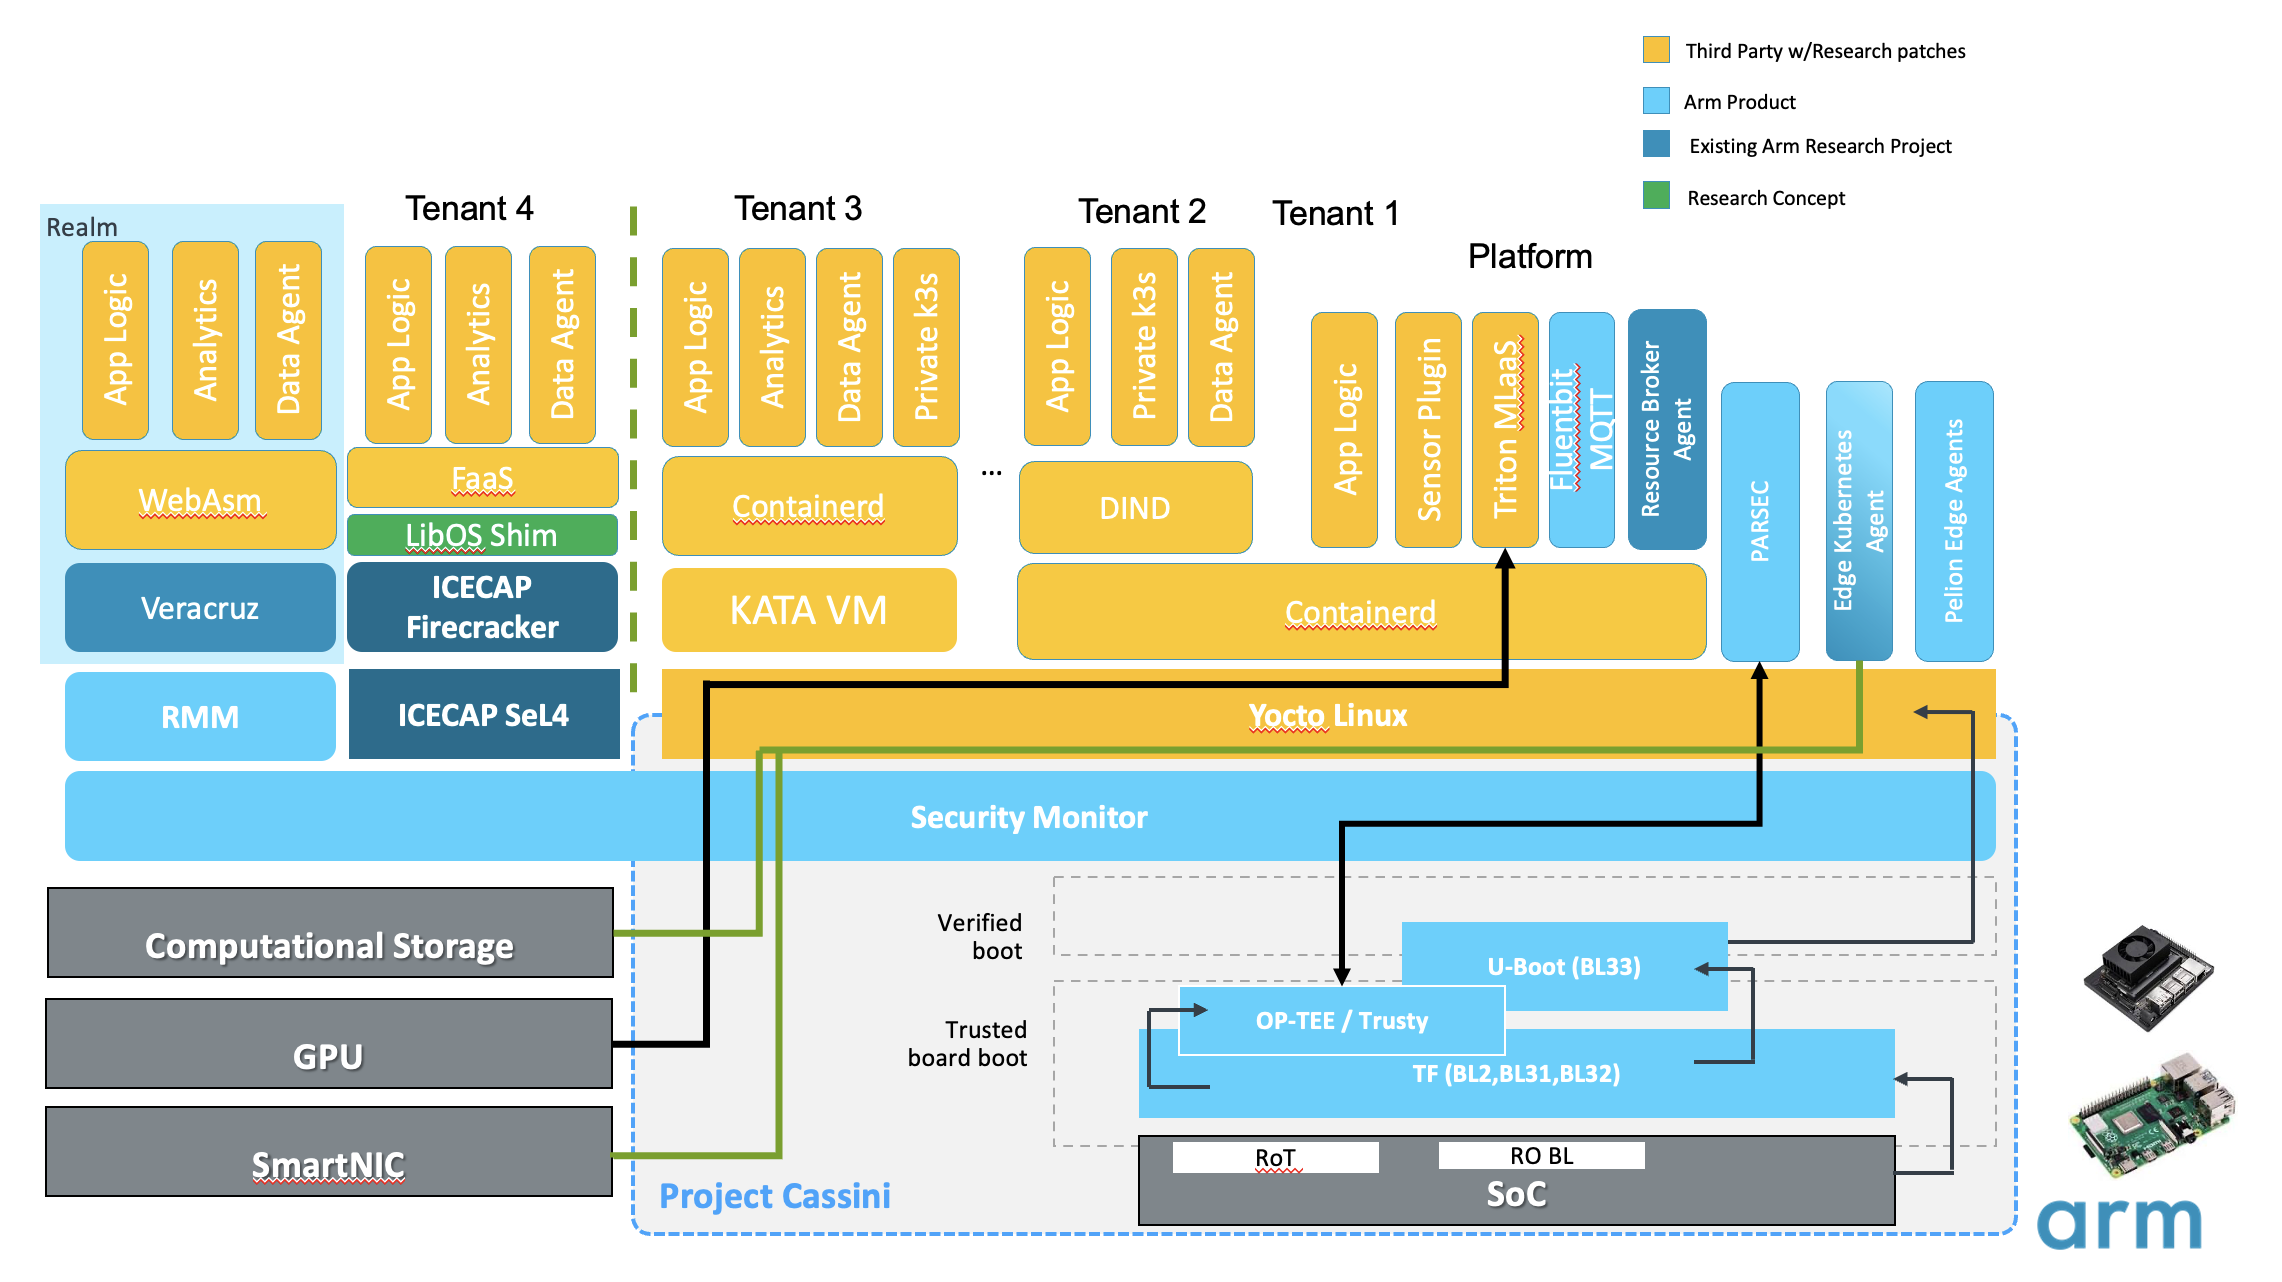 Third Party w/Research patches
Arm Product
Existing Arm Research Project
Research Concept
Tenant 4
Tenant 3
Tenant 2
Tenant 1
Platform
Realm
App Logic
Analytics
Data Agent
App Logic
Analytics
Data Agent
App Logic
Analytics
Data Agent
Private k3s
App Logic
Private k3s
Data Agent
App Logic
Sensor Plugin
Triton MLaaS
Fluentbit
MQTT
Resource Broker
Agent
PARSEC
Edge Kubernetes
Agent
Pelion Edge Agents
WebAsm
FaaS
LibOS Shim
Containerd
...
DIND
Veracruz
ICECAP
Firecracker
KATA VM
Containerd
RMM
ICECAP SeL4
Yocto Linux
Security Monitor
Computational Storage
GPU
SmartNIC
Verified
boot
U-Boot (BL33)
Trusted
board boot
OP-TEE / Trusty
TF (BL2,BL31,BL32)
RoT
RO BL
SoC
Project Cassini
arm